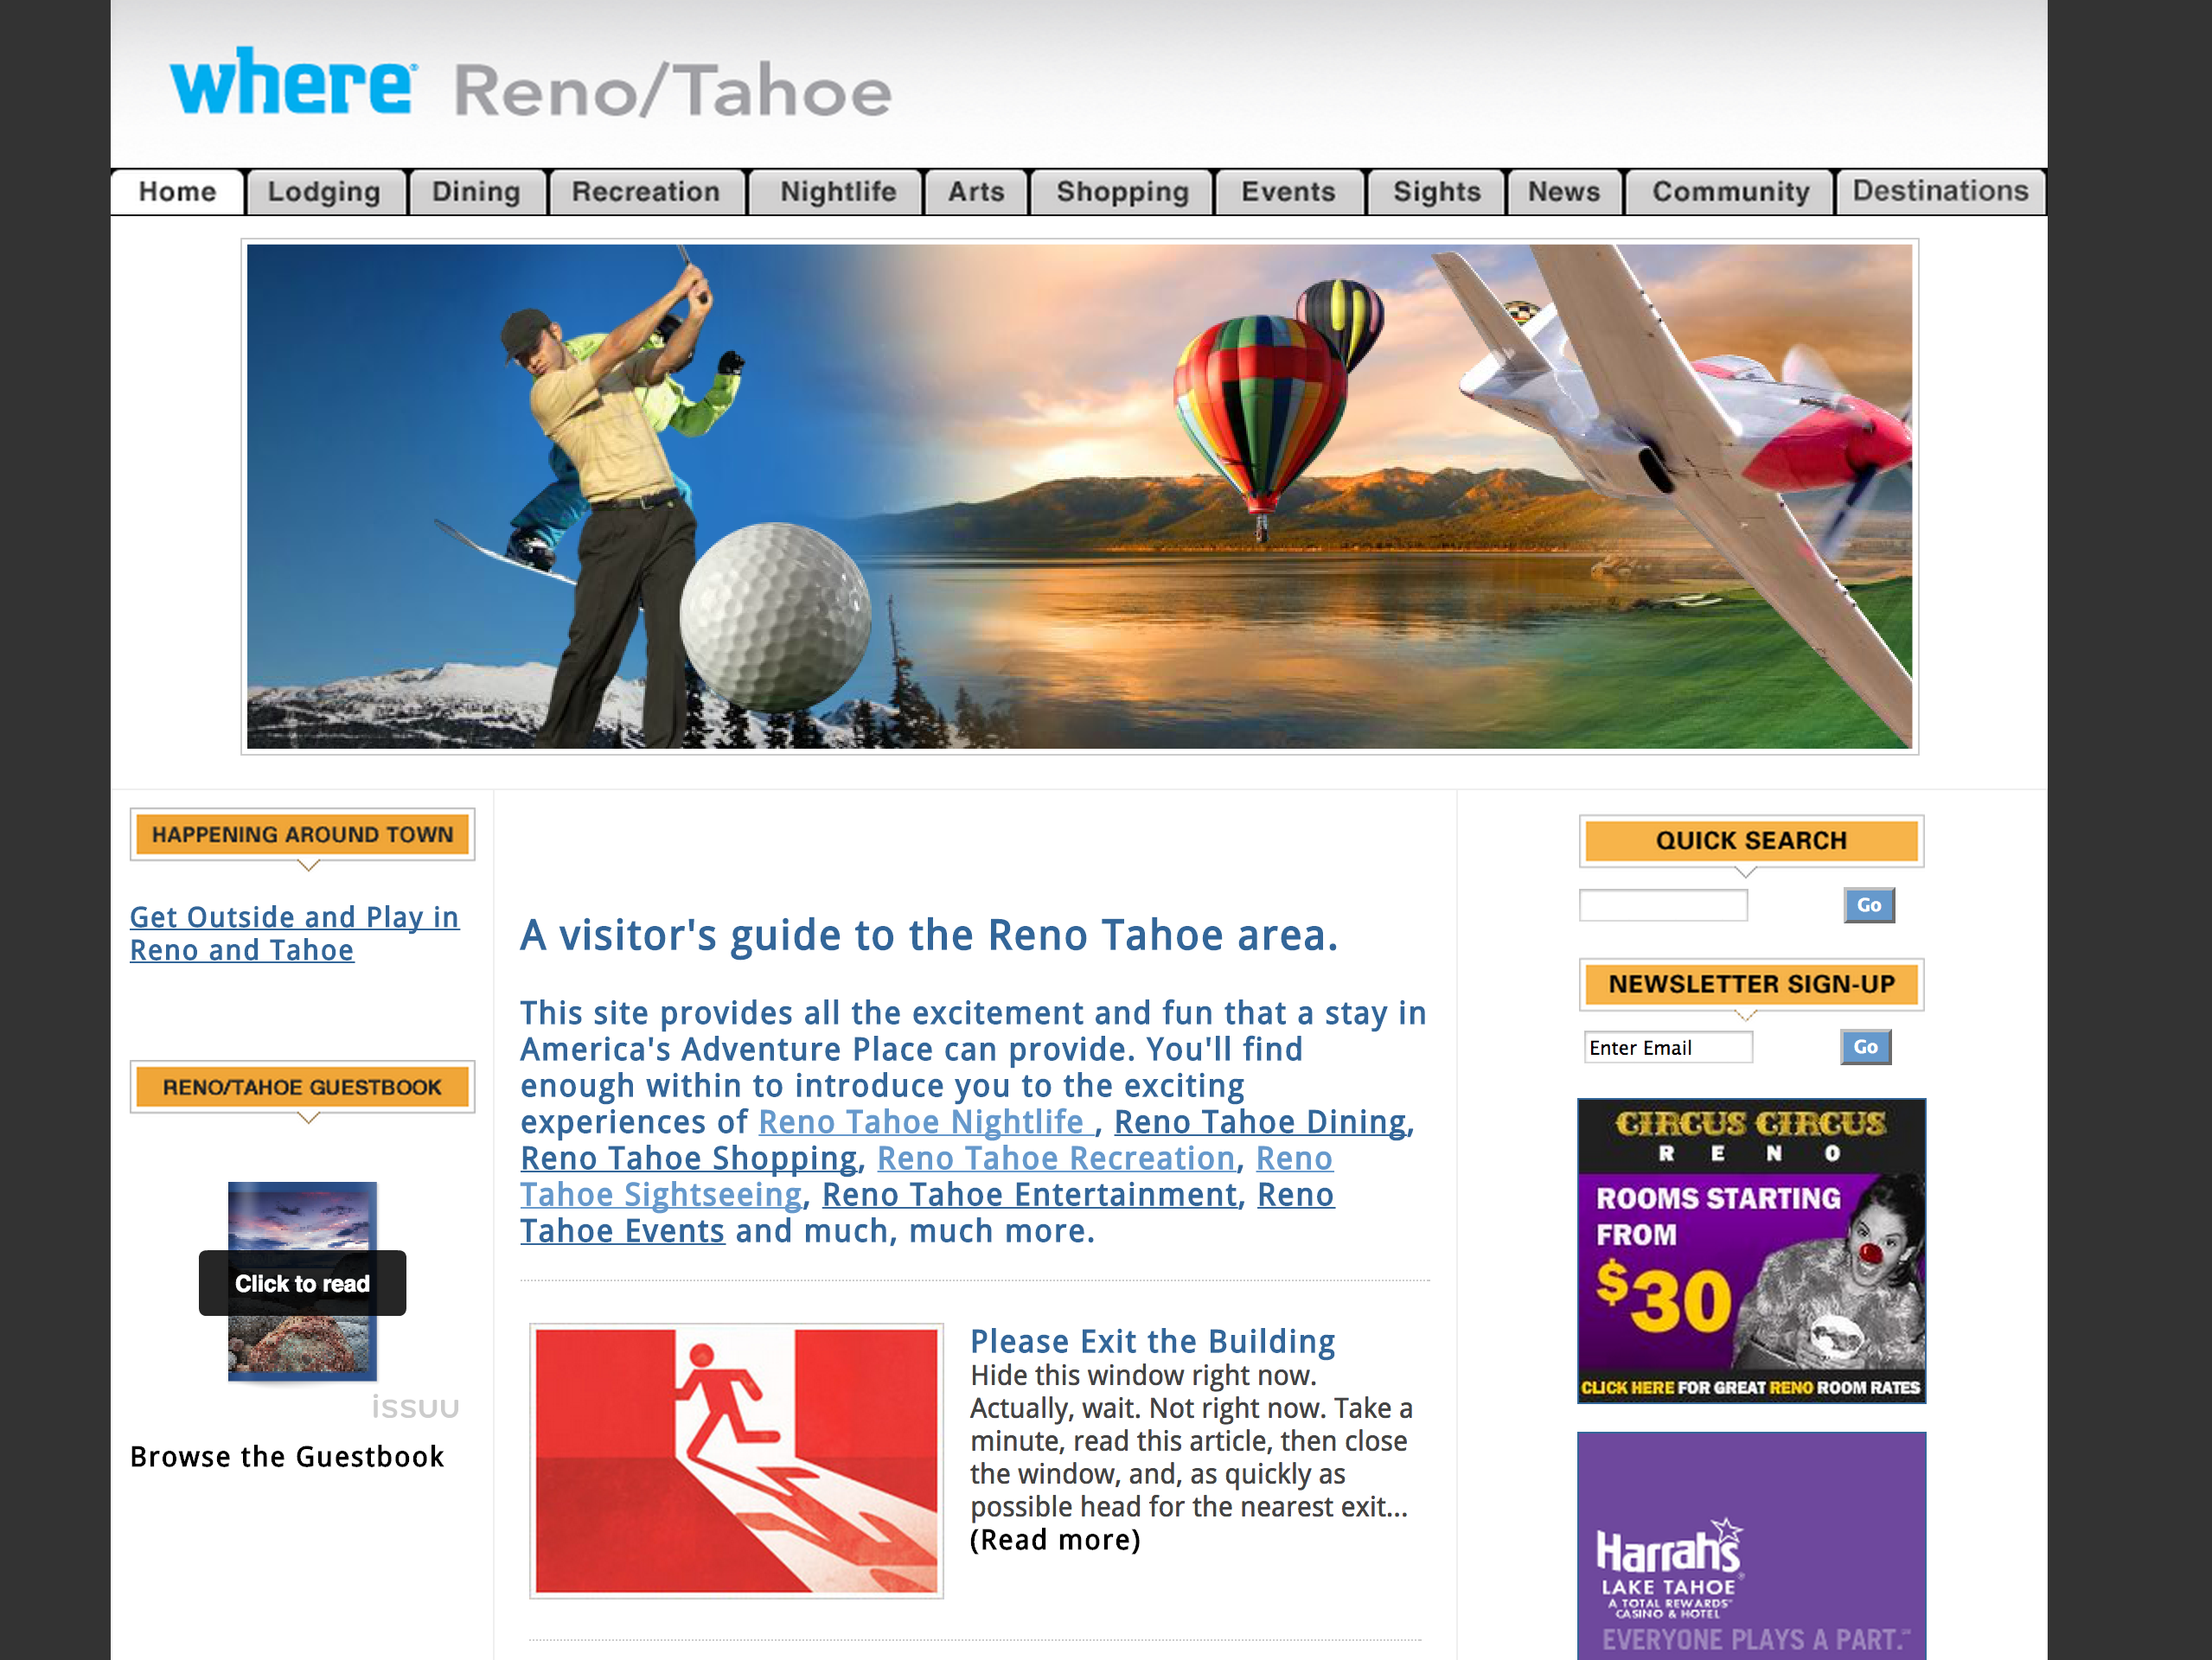 where® Reno/Tahoe
Home Lodging Dining Recreation Nightlife Arts Shopping Events Sights News Community Destinations
HAPPENING AROUND TOWN
Get Outside and Play in
Reno and Tahoe
RENO/TAHOE GUESTBOOK
Click to read
issuu
Browse the Guestbook
A visitor's guide to the Reno Tahoe area.
This site provides all the excitement and fun that a stay in
America's Adventure Place can provide. You'll find
enough within to introduce you to the exciting
experiences of Reno Tahoe Nightlife , Reno Tahoe Dining,
Reno Tahoe Shopping, Reno Tahoe Recreation, Reno
Tahoe Sightseeing, Reno Tahoe Entertainment, Reno
Tahoe Events and much, much more.
Please Exit the Building
Hide this window right now.
Actually, wait. Not right now. Take a
minute, read this article, then close
the window, and, as quickly as
possible head for the nearest exit...
(Read more)
QUICK SEARCH
Go
NEWSLETTER SIGN-UP
Enter Email Go
CIRCUS CIRCUS
RENO
ROOMS STARTING
FROM
$30
CLICK HERE FOR GREAT RENO ROOM RATES
Harrah's®
LAKE TAHOE
A TOTAL REWARDS™
CASINO & HOTEL
EVERYONE PLAYS A PART.℠